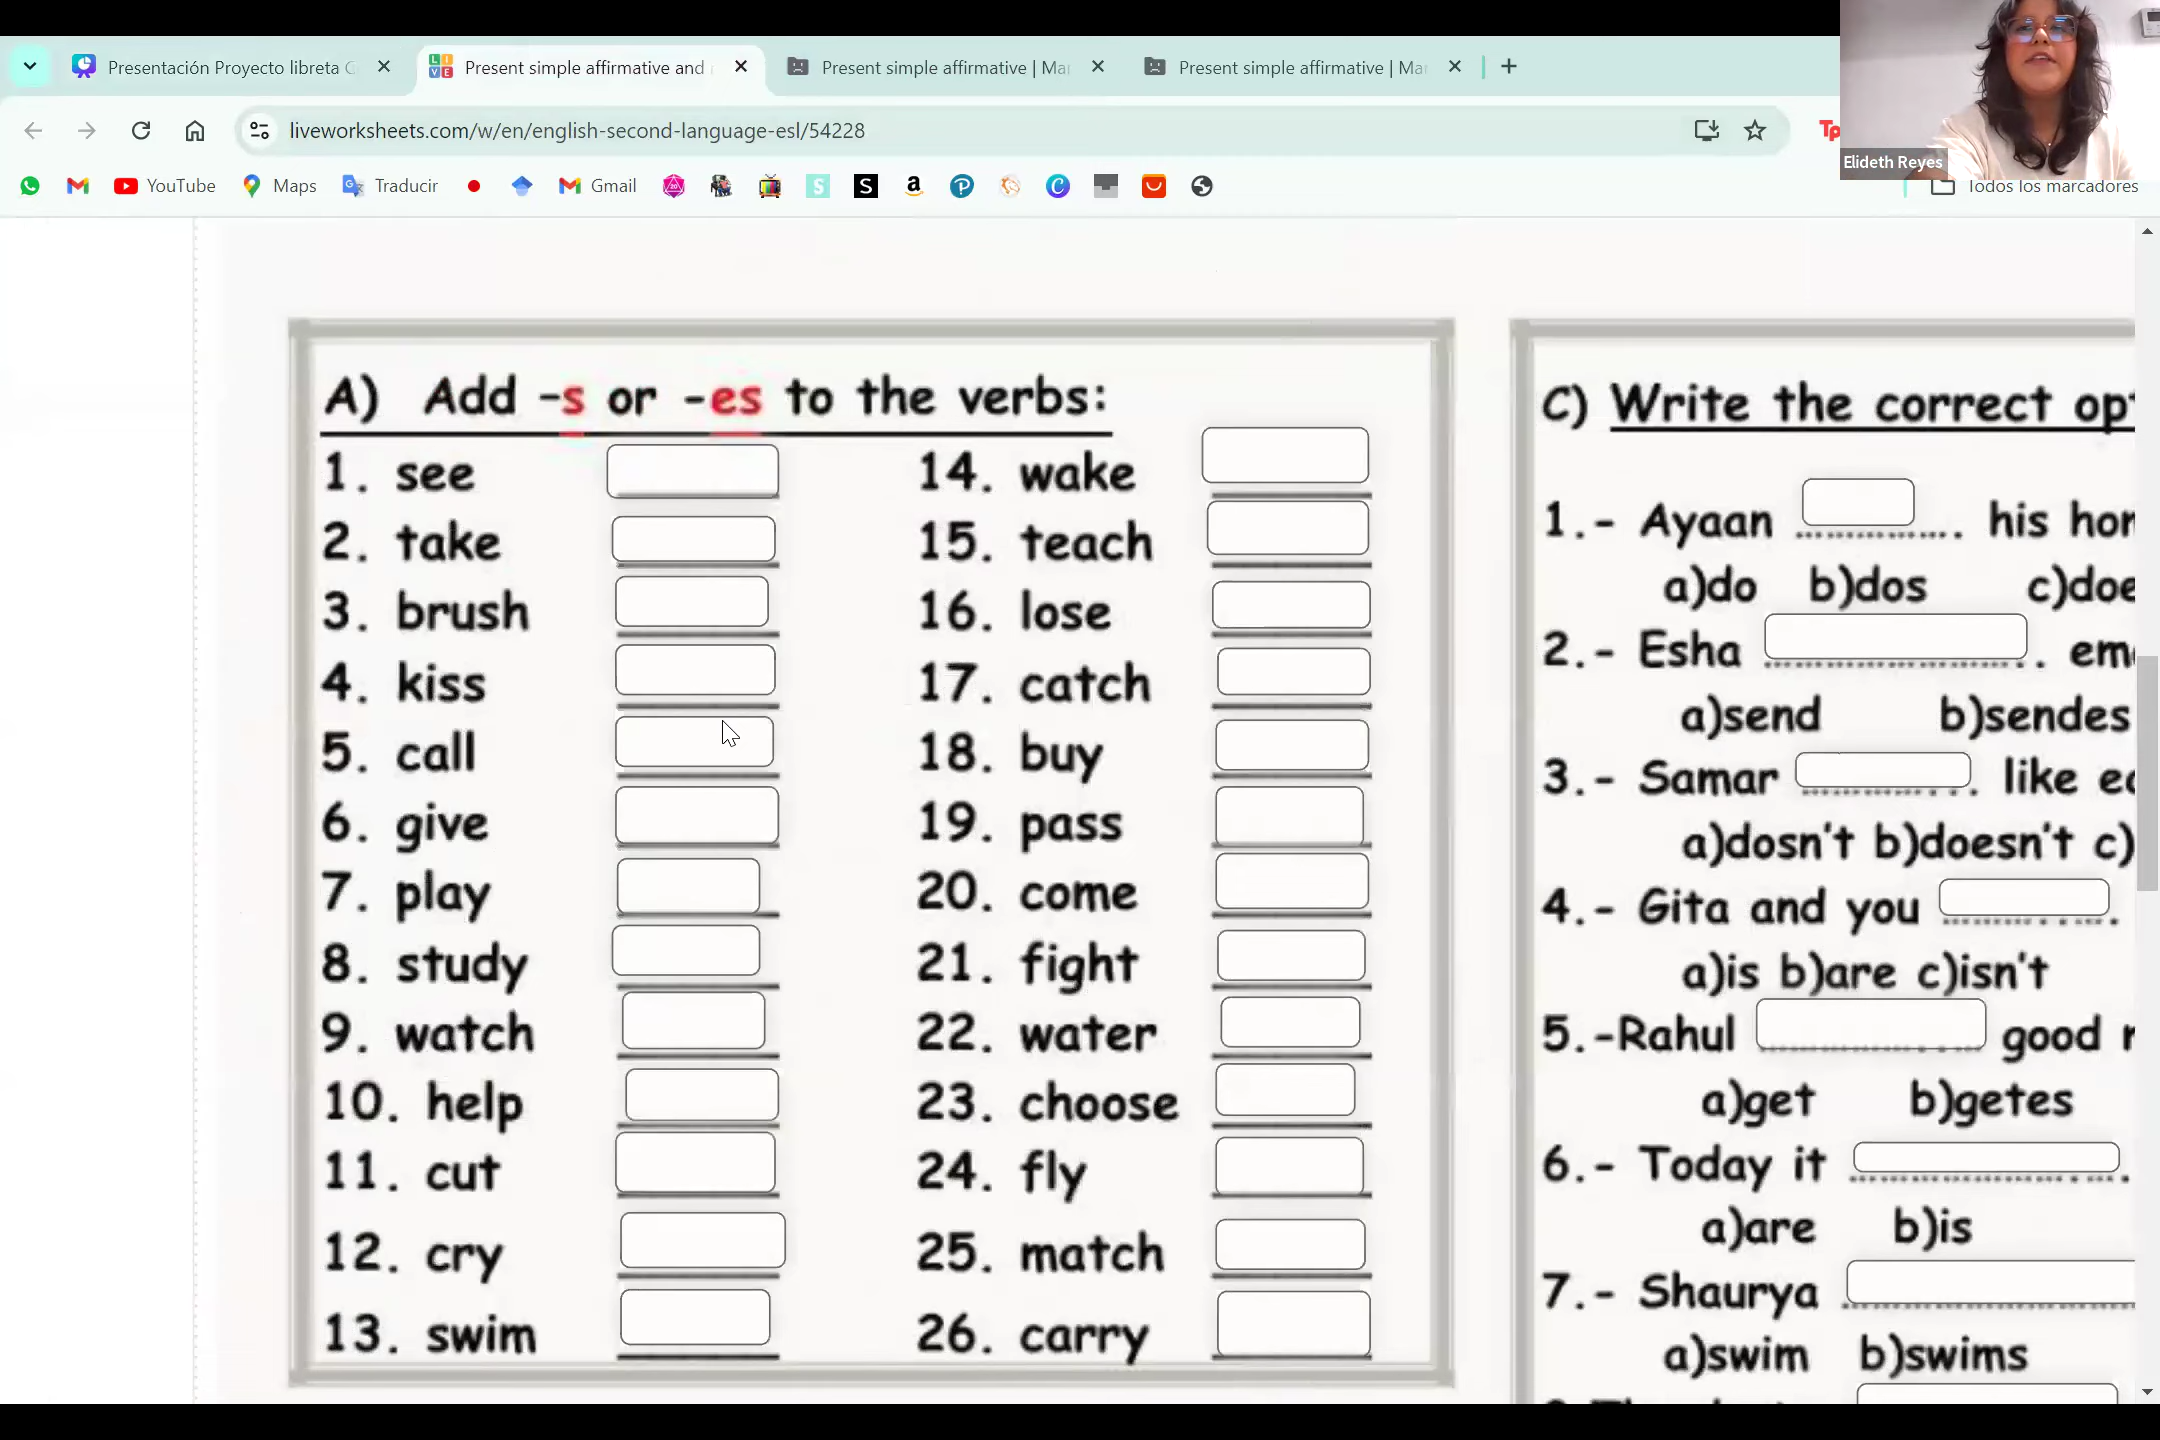 Presentación Proyecto libreta
Present simple affirmative and
Present simple affirmative | Ma
Present simple affirmative | Ma
liveworksheets.com/w/en/english-second-language-esl/54228
YouTube
Maps
Traducir
Gmail
Todos los marcadores
Elideth Reyes
A) Add -s or -es to the verbs:
1. see
2. take
3. brush
4. kiss
5. call
6. give
7. play
8. study
9. watch
10. help
11. cut
12. cry
13. swim
14. wake
15. teach
16. lose
17. catch
18. buy
19. pass
20. come
21. fight
22. water
23. choose
24. fly
25. match
26. carry
C) Write the correct op
1.- Ayaan .............. his hor
a)do b)dos c)doe
2.- Esha ...................... em
a)send b)sendes
3.- Samar .............. like ea
a)dosn't b)doesn't c)
4.- Gita and you ..............
a)is b)are c)isn't
5.-Rahul .................. good r
a)get b)getes
6.- Today it ......................
a)are b)is
7.- Shaurya ......................
a)swim b)swims